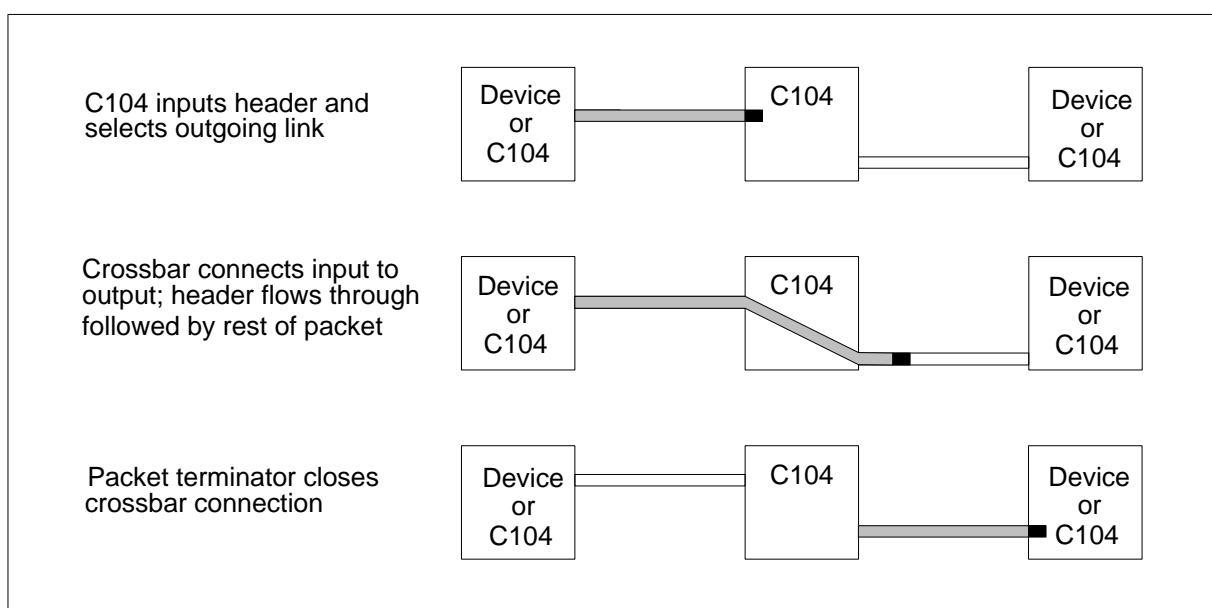 C104 inputs header and
selects outgoing link
Device
or
C104
C104
Device
or
C104
Crossbar connects input to
output; header flows through
followed by rest of packet
Device
or
C104
C104
Device
or
C104
Packet terminator closes
crossbar connection
Device
or
C104
C104
Device
or
C104